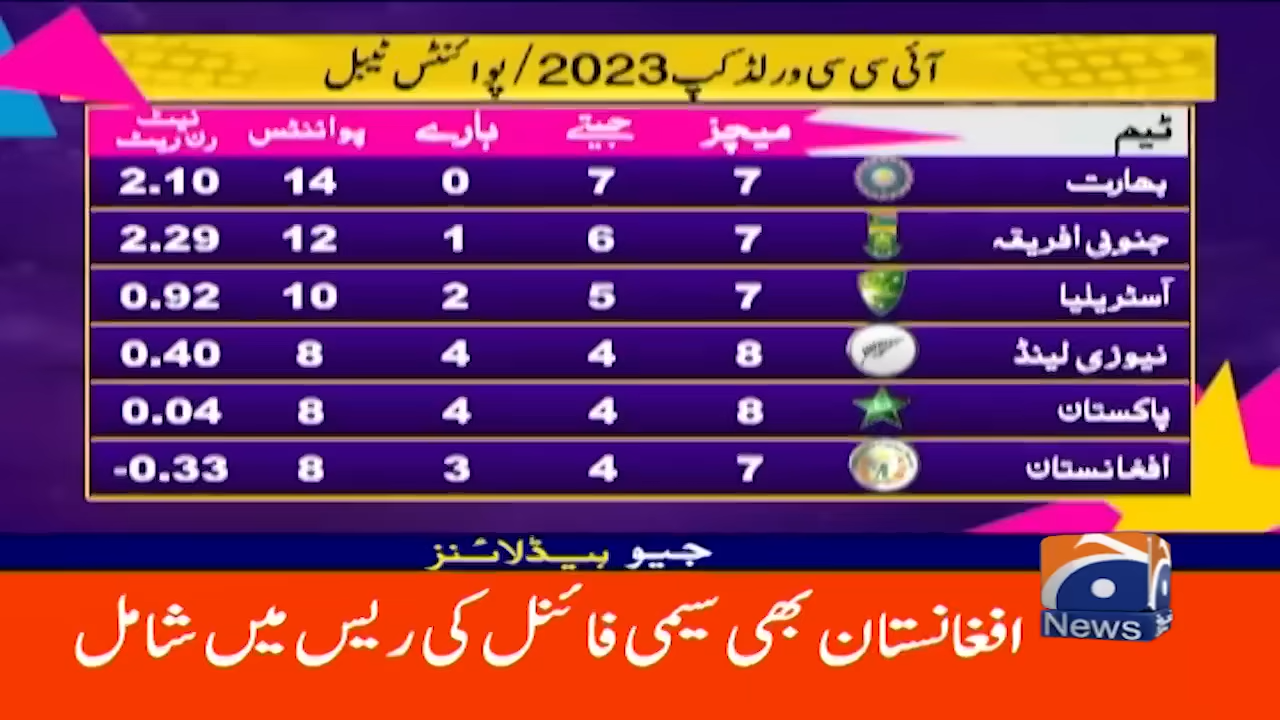 آئی سی سی ورلڈ کپ 2023/پوائنٹس ٹیبل
ٹیم میچز جیتے ہارے پوائنٹس نیٹ رن ریٹ
بھارت 7 7 0 14 2.10
جنوبی افریقہ 7 6 1 12 2.29
آسٹریلیا 7 5 2 10 0.92
نیوزی لینڈ 8 4 4 8 0.40
پاکستان 8 4 4 8 0.04
افغانستان 7 4 3 8 -0.33
جیو ہیڈلائنز
افغانستان بھی سیمی فائنل کی ریس میں شامل
News